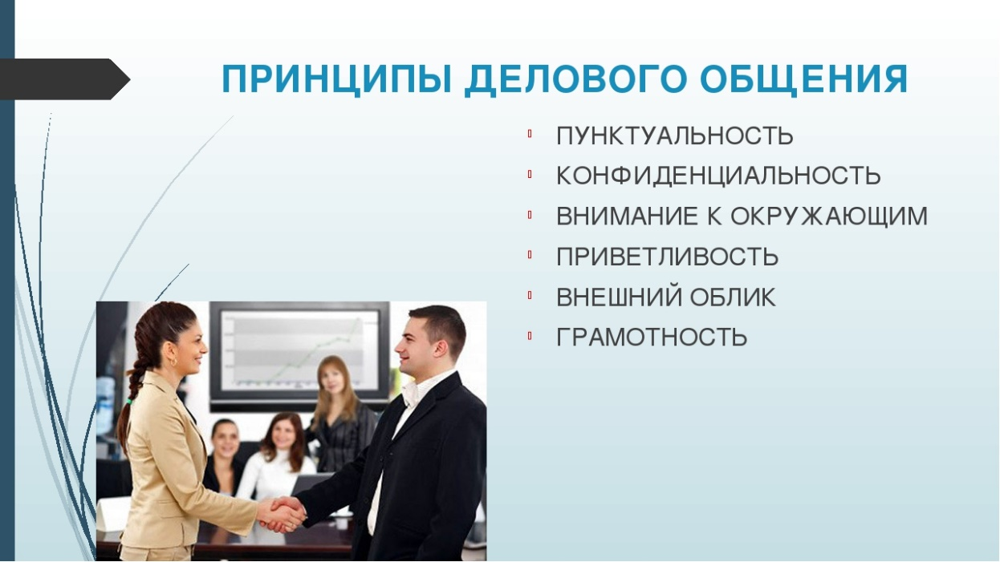 ПРИНЦИПЫ ДЕЛОВОГО ОБЩЕНИЯ
ПУНКТУАЛЬНОСТЬ
КОНФИДЕНЦИАЛЬНОСТЬ
ВНИМАНИЕ К ОКРУЖАЮЩИМ
ПРИВЕТЛИВОСТЬ
ВНЕШНИЙ ОБЛИК
ГРАМОТНОСТЬ